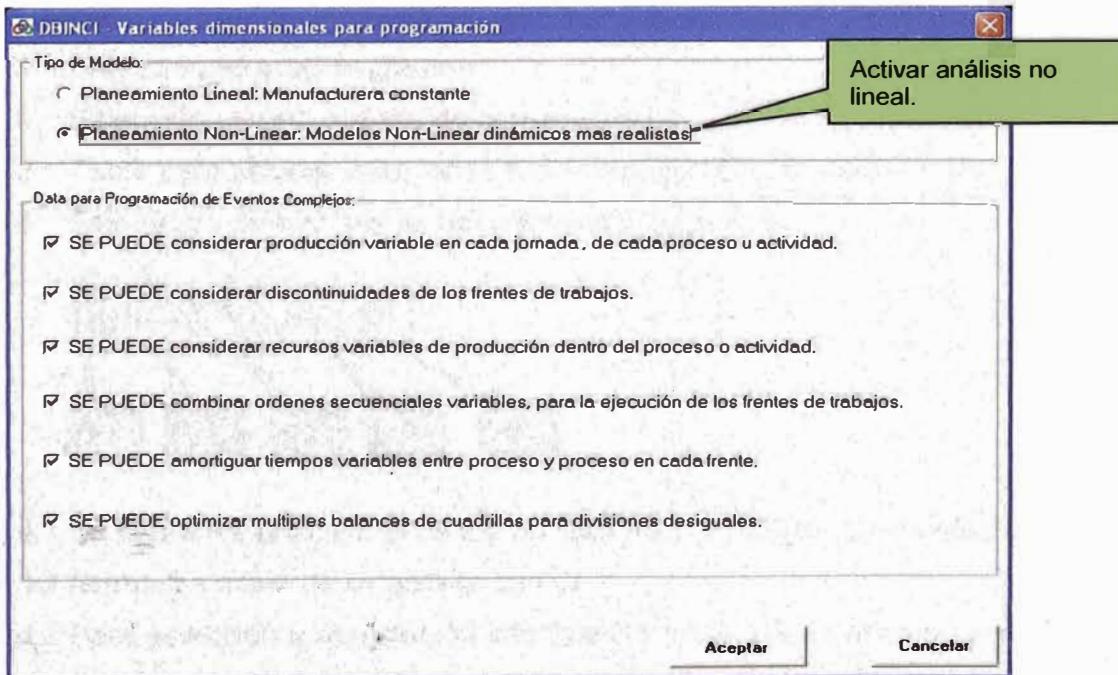 DBINCI - Variables dimensionales para programación
Tipo de Modelo:
Planeamiento Lineal: Manufacturera constante
Planeamiento Non-Linear: Modelos Non-Linear dinámicos mas realistas
Activar análisis no
lineal.
Data para Programación de Eventos Complejos:
SE PUEDE considerar producción variable en cada jornada, de cada proceso u actividad.
SE PUEDE considerar discontinuidades de los frentes de trabajos.
SE PUEDE considerar recursos variables de producción dentro del proceso o actividad.
SE PUEDE combinar ordenes secuenciales variables, para la ejecución de los frentes de trabajos.
SE PUEDE amortiguar tiempos variables entre proceso y proceso en cada frente.
SE PUEDE optimizar multiples balances de cuadrillas para divisiones desiguales.
Aceptar Cancelar